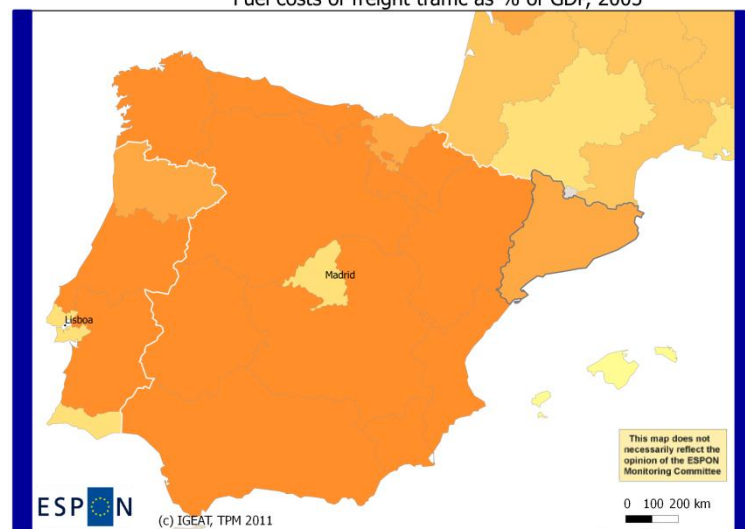 Fuel costs of freight traffic as % of GDP, 2005
Madrid
Lisboa
This map does not
necessarily reflect the
opinion of the ESPON
Monitoring Committee
ESPON
(c) IGEAT, TPM 2011
0 100 200 km